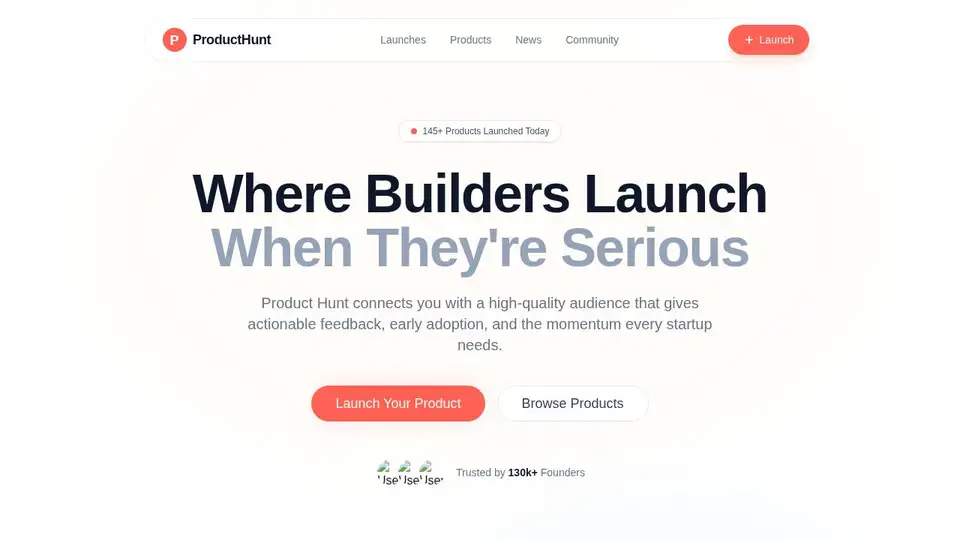 P ProductHunt
Launches Products News Community
+ Launch
145+ Products Launched Today
Where Builders Launch
When They're Serious
Product Hunt connects you with a high-quality audience that gives
actionable feedback, early adoption, and the momentum every startup
needs.
Launch Your Product
Browse Products
Trusted by 130k+ Founders